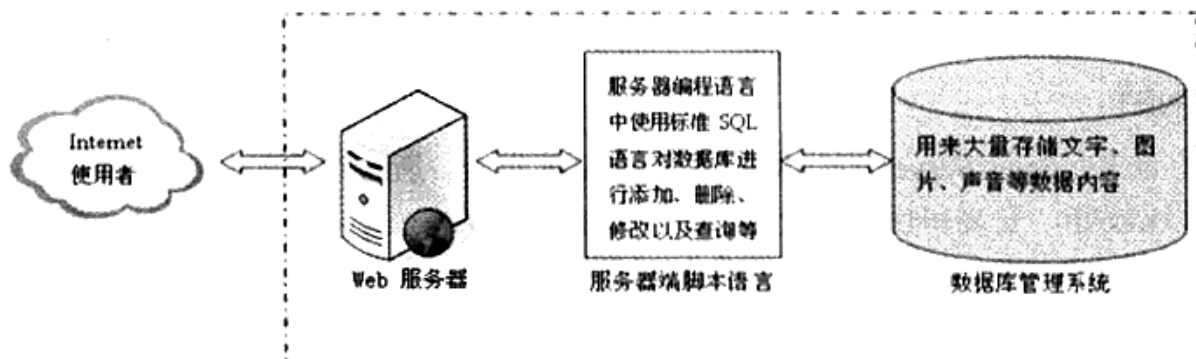 Internet
使用者
Web 服务器
服务器编程语言
中使用标准 SQL
语言对数据库进
行添加、删除、
修改以及查询等
服务器端脚本语言
用来大量存储文字、图
片、声音等数据内容
数据库管理系统